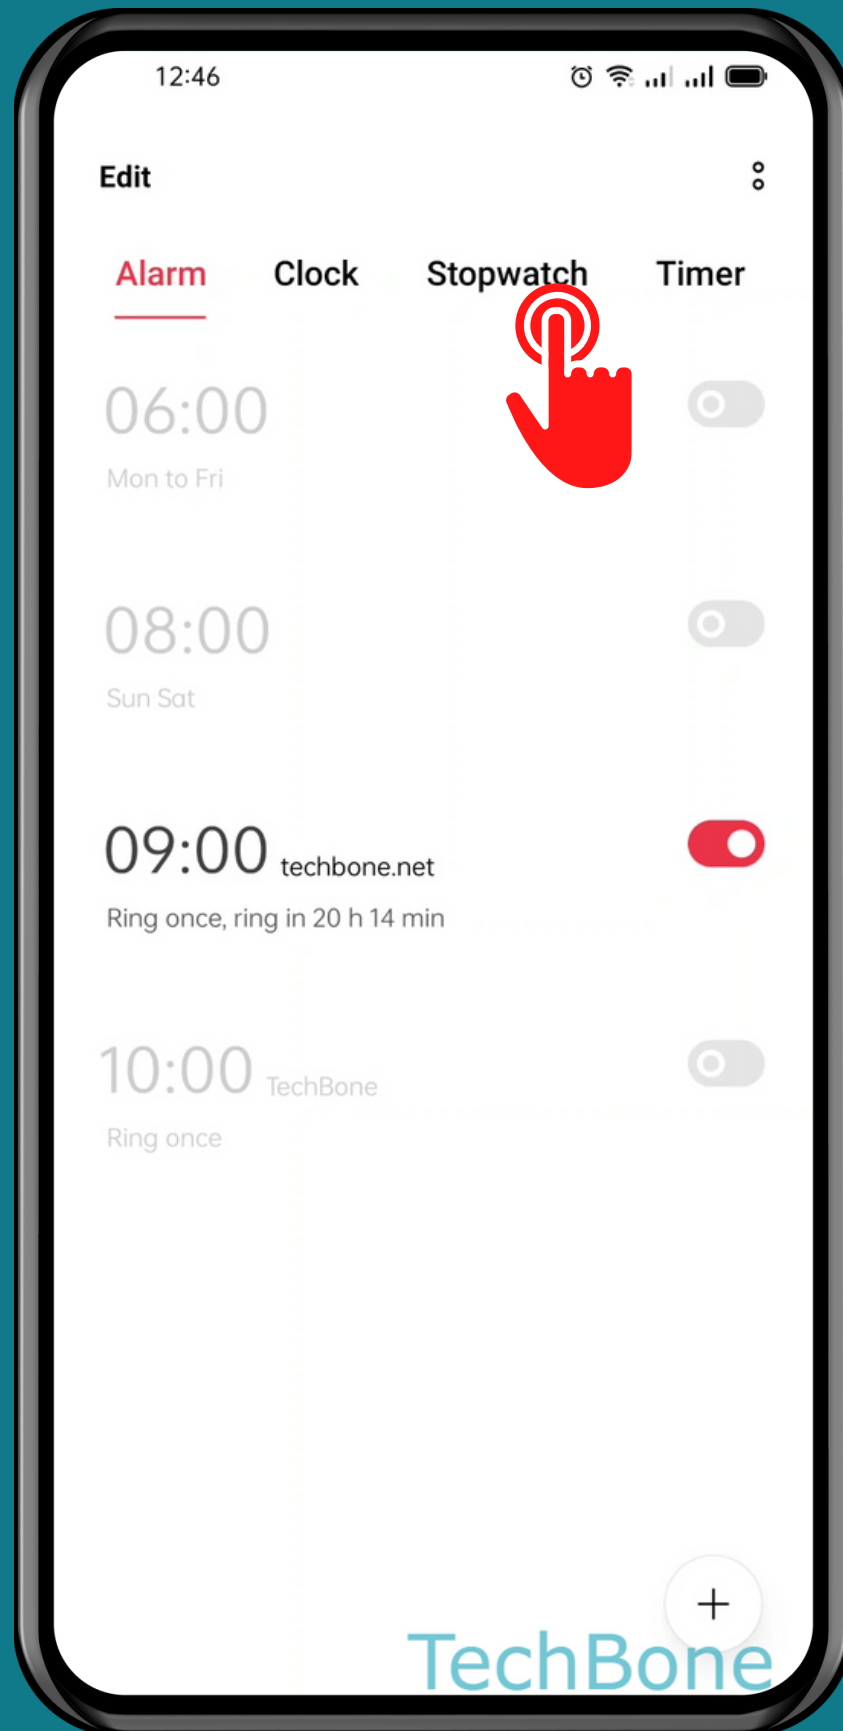 12:46
Edit
Alarm Clock Stopwatch Timer
06:00
Mon to Fri
08:00
Sun Sat
09:00 techbone.net
Ring once, ring in 20 h 14 min
10:00 TechBone
Ring once
+
TechBone